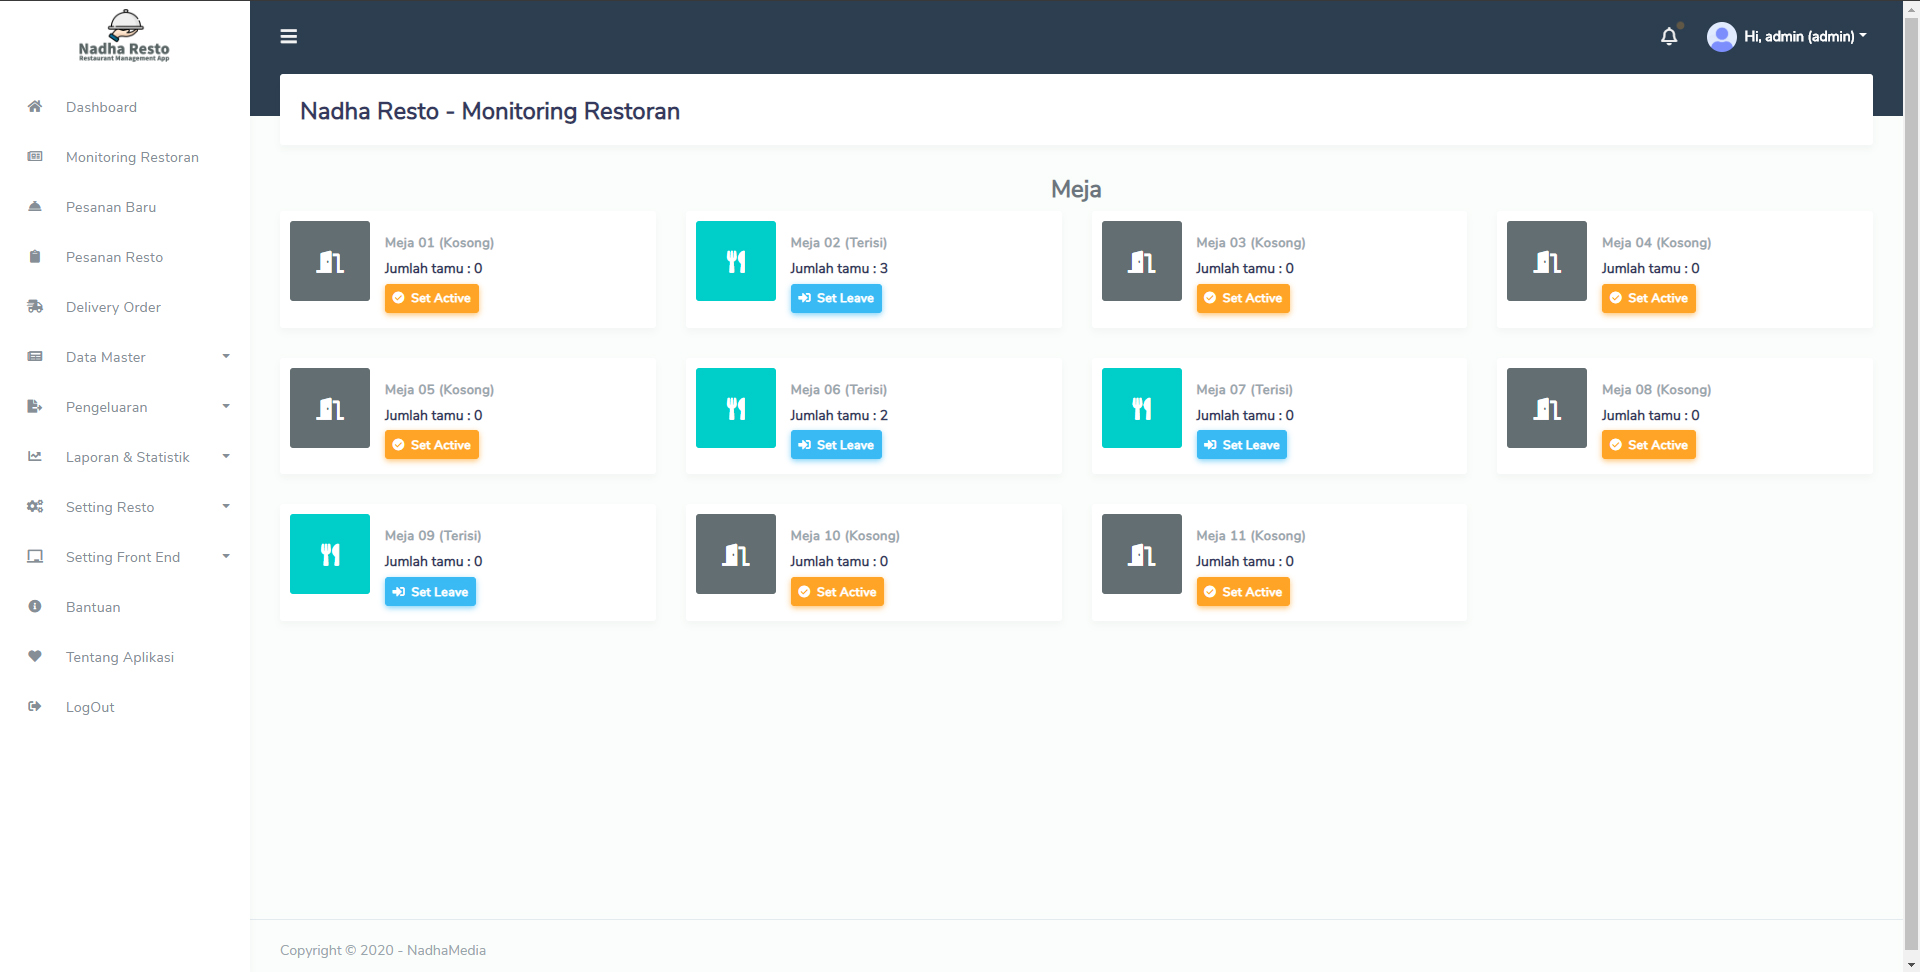 Nadha Resto
Restaurant Management App
Hi, admin (admin)
Dashboard
Monitoring Restoran
Pesanan Baru
Pesanan Resto
Delivery Order
Data Master
Pengeluaran
Laporan & Statistik
Setting Resto
Setting Front End
Bantuan
Tentang Aplikasi
LogOut
Nadha Resto - Monitoring Restoran
Meja
Meja 01 (Kosong)
Jumlah tamu : 0
Set Active
Meja 02 (Terisi)
Jumlah tamu : 3
Set Leave
Meja 03 (Kosong)
Jumlah tamu : 0
Set Active
Meja 04 (Kosong)
Jumlah tamu : 0
Set Active
Meja 05 (Kosong)
Jumlah tamu : 0
Set Active
Meja 06 (Terisi)
Jumlah tamu : 2
Set Leave
Meja 07 (Terisi)
Jumlah tamu : 0
Set Leave
Meja 08 (Kosong)
Jumlah tamu : 0
Set Active
Meja 09 (Terisi)
Jumlah tamu : 0
Set Leave
Meja 10 (Kosong)
Jumlah tamu : 0
Set Active
Meja 11 (Kosong)
Jumlah tamu : 0
Set Active
Copyright © 2020 - NadhaMedia